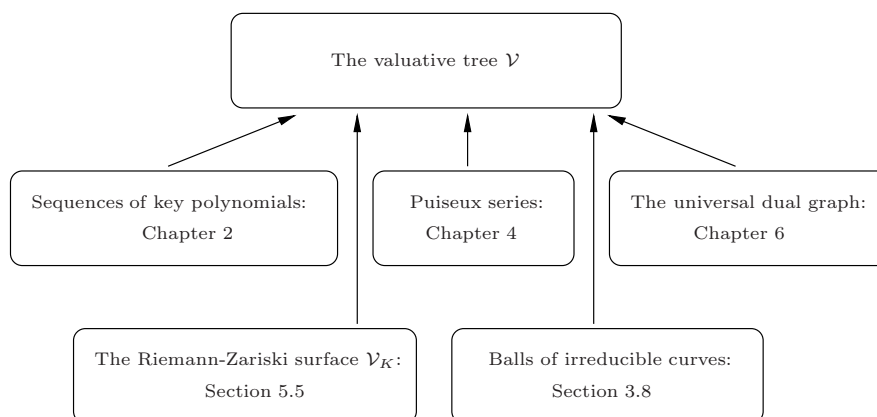 The valuative tree 𝒱
Sequences of key polynomials:
Chapter 2
Puiseux series:
Chapter 4
The universal dual graph:
Chapter 6
The Riemann-Zariski surface 𝒱_K:
Section 5.5
Balls of irreducible curves:
Section 3.8